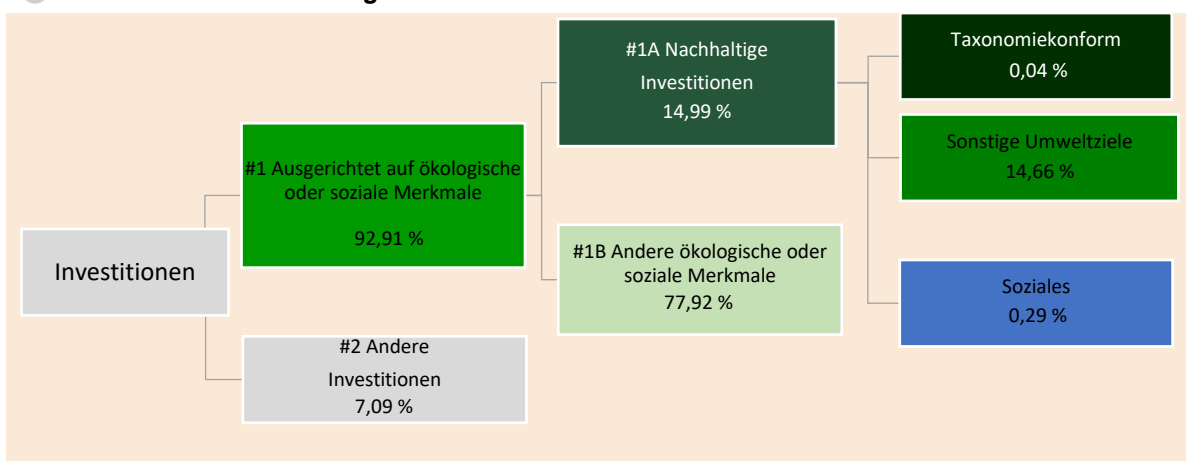 Investitionen
#1 Ausgerichtet auf ökologische
oder soziale Merkmale
92,91 %
#2 Andere
Investitionen
7,09 %
#1A Nachhaltige
Investitionen
14,99 %
#1B Andere ökologische oder
soziale Merkmale
77,92 %
Taxonomiekonform
0,04 %
Sonstige Umweltziele
14,66 %
Soziales
0,29 %